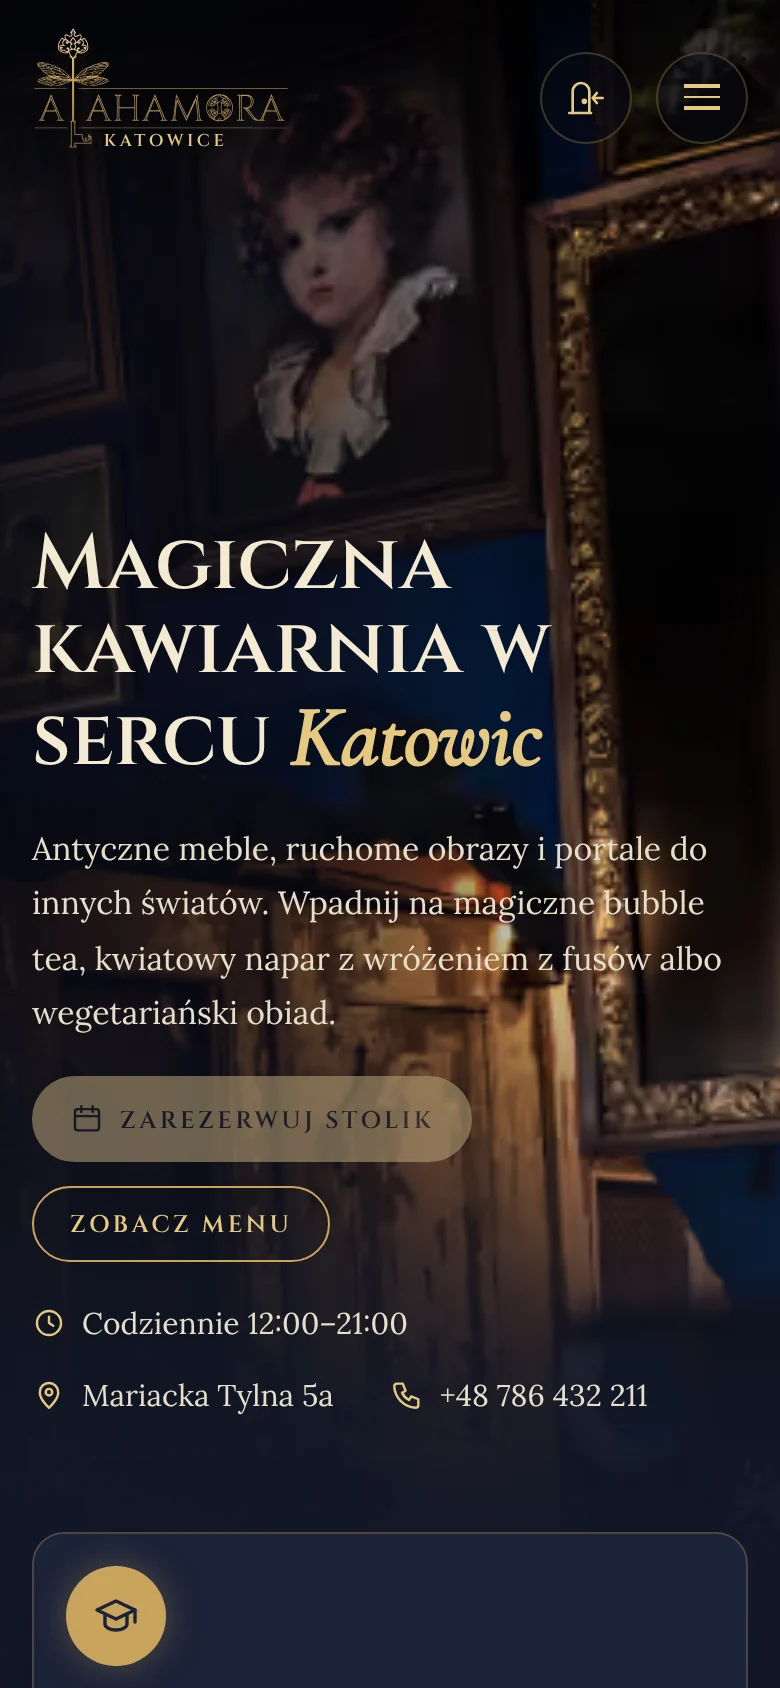 ALAHAMORA
KATOWICE
MAGICZNA
KAWIARNIA W
SERCU Katowic
Antyczne meble, ruchome obrazy i portale do
innych światów. Wpadnij na magiczne bubble
tea, kwiatowy napar z wróżeniem z fusów albo
wegetariański obiad.
ZAREZERWUJ STOLIK
ZOBACZ MENU
Codziennie 12:00–21:00
Mariacka Tylna 5a +48 786 432 211